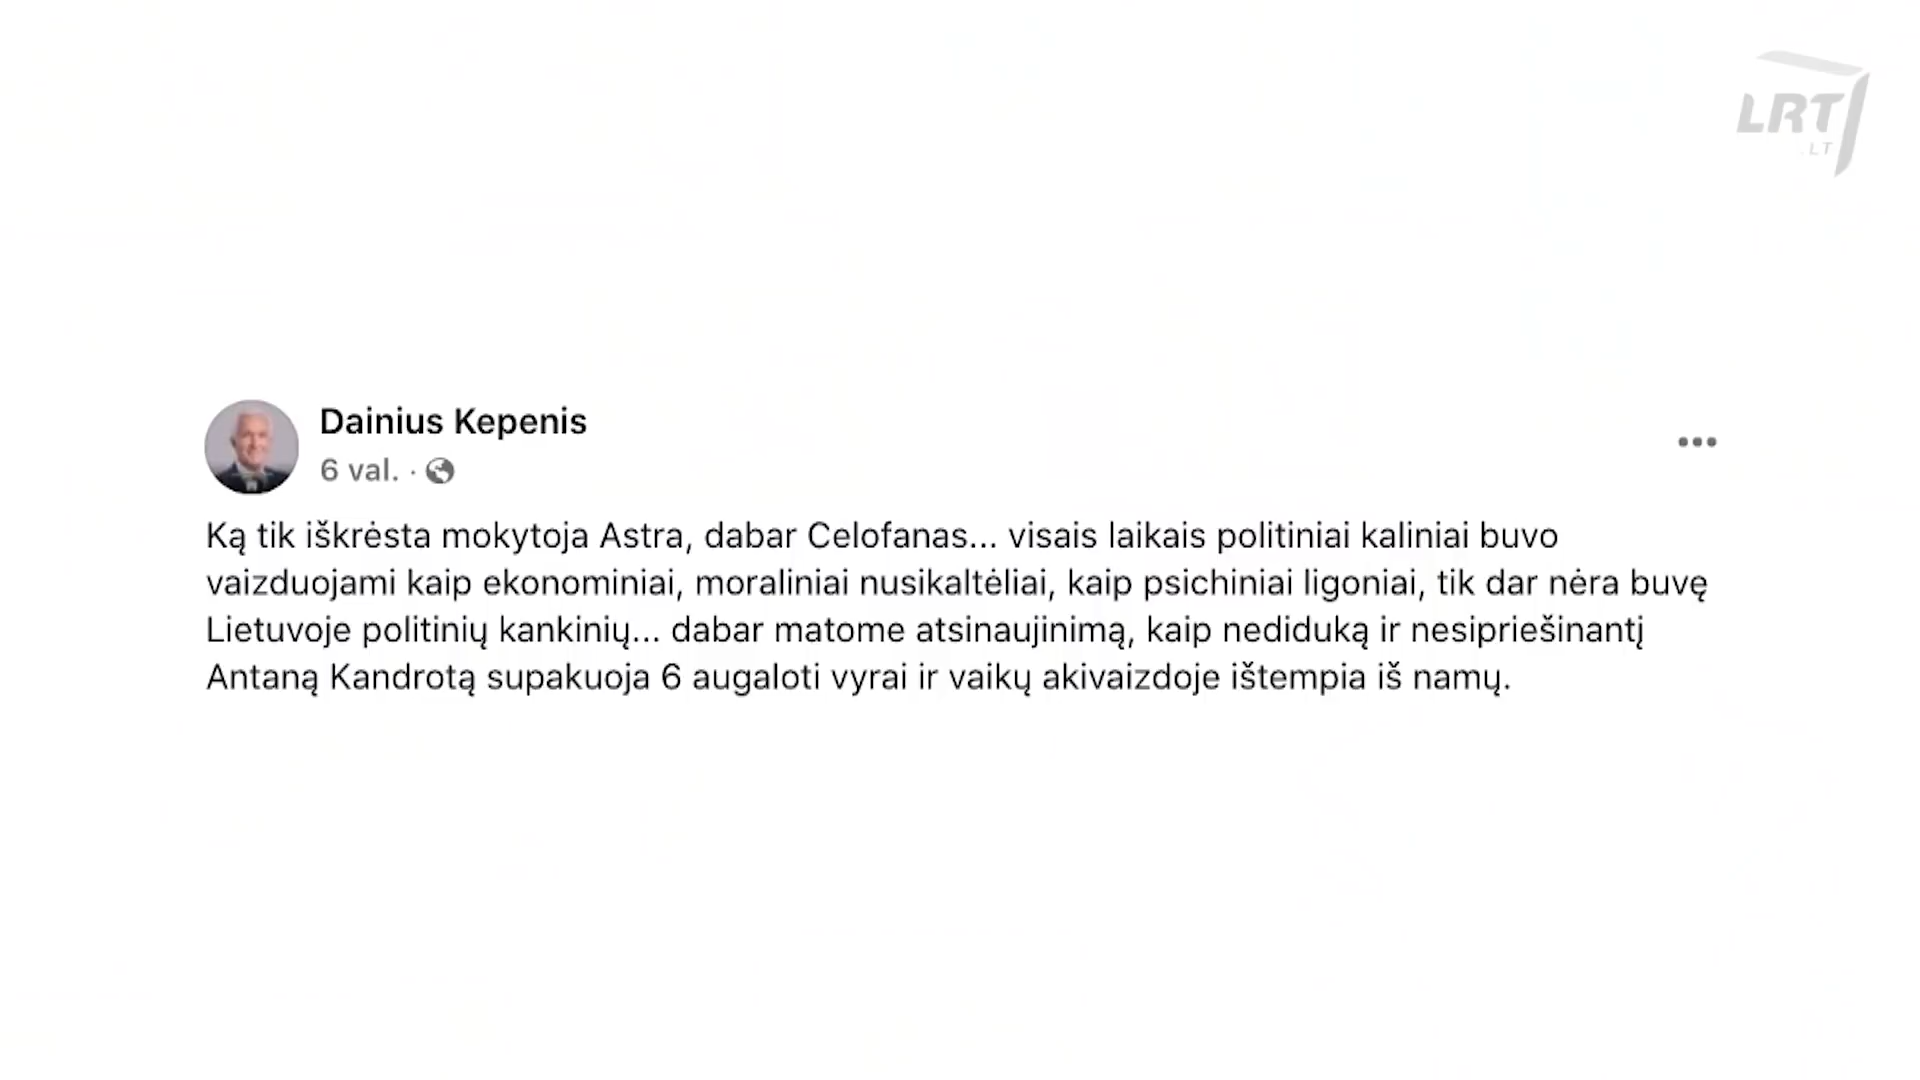 LRT
.LT
Dainius Kepenis
6 val. ·
Ką tik iškrėsta mokytoja Astra, dabar Celofanas... visais laikais politiniai kaliniai buvo
vaizduojami kaip ekonominiai, moraliniai nusikaltėliai, kaip psichiniai ligoniai, tik dar nėra buvę
Lietuvoje politinių kankinių... dabar matome atsinaujinimą, kaip nediduką ir nesipriešinantį
Antaną Kandrotą supakuoja 6 augaloti vyrai ir vaikų akivaizdoje ištempia iš namų.